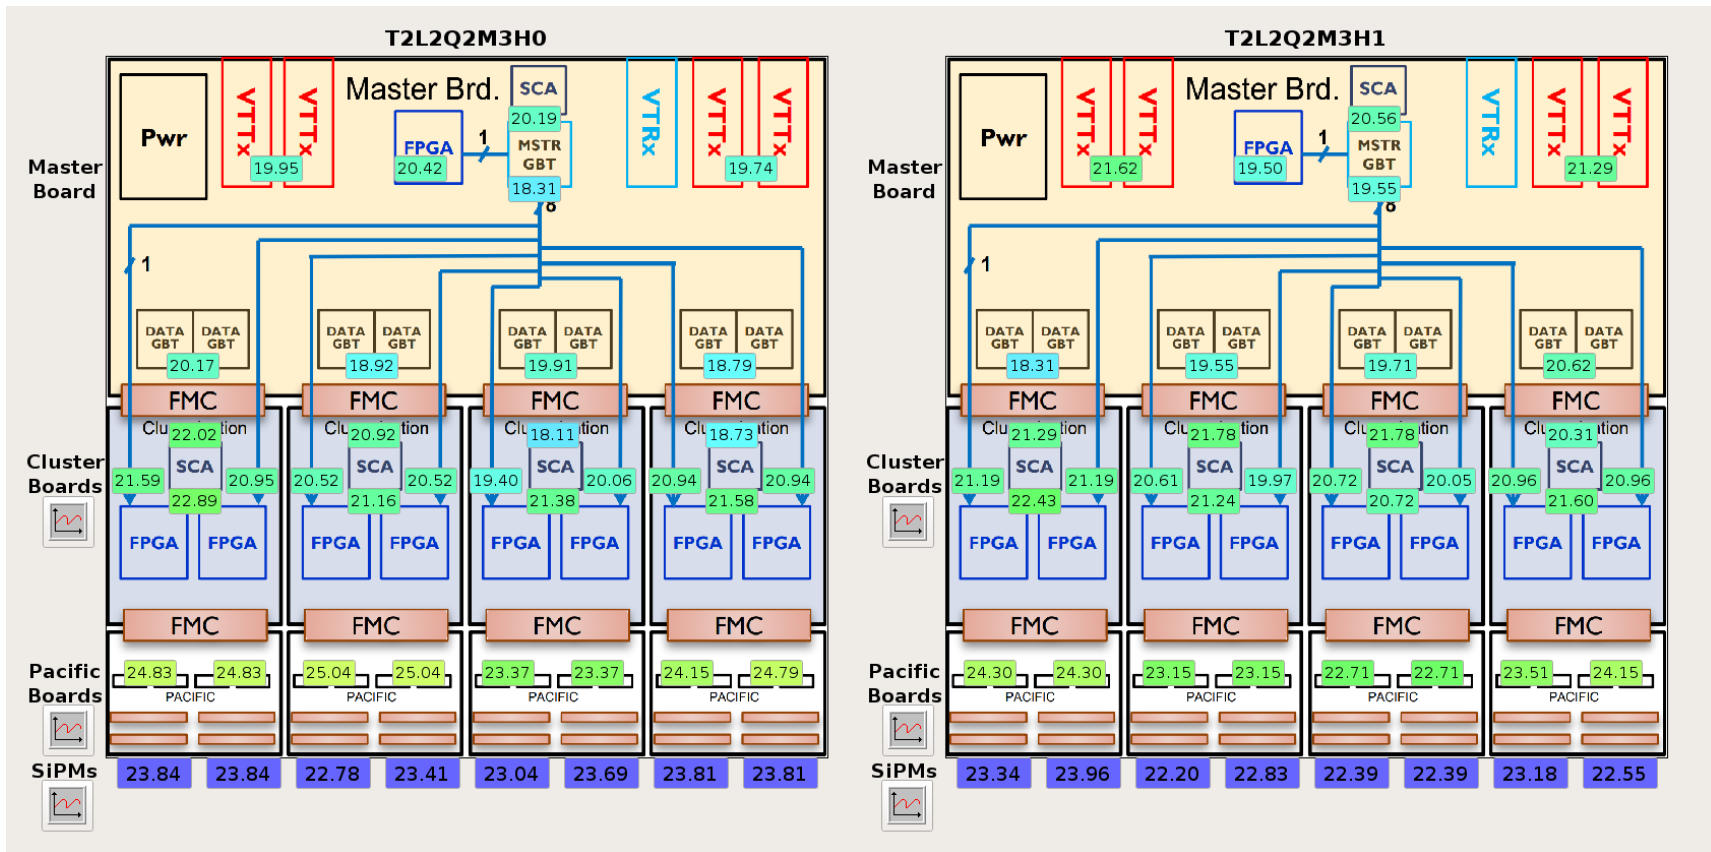 T2L2Q2M3H0
Master Board
Pwr
VTTx
VTTx
19.95
Master Brd.
SCA
20.19
FPGA
20.42
1
MSTR
GBT
18.31
8
VTRx
VTTx
VTTx
19.74
1
DATA GBT
DATA GBT
20.17
DATA GBT
DATA GBT
18.92
DATA GBT
DATA GBT
19.91
DATA GBT
DATA GBT
18.79
FMC FMC FMC FMC
Cluster Boards
22.02 20.92 18.11 18.73
SCA SCA SCA SCA
21.59 20.95 20.52 20.52 19.40 20.06 20.94 20.94
22.89 21.16 21.38 21.58
FPGA FPGA FPGA FPGA FPGA FPGA FPGA FPGA
FMC FMC FMC FMC
Pacific Boards
24.83 24.83 25.04 25.04 23.37 23.37 24.15 24.79
PACIFIC PACIFIC PACIFIC PACIFIC
SiPMs
23.84 23.84 22.78 23.41 23.04 23.69 23.81 23.81
T2L2Q2M3H1
Master Board
Pwr
VTTx
VTTx
21.62
Master Brd.
SCA
20.56
FPGA
19.50
1
MSTR
GBT
19.55
8
VTRx
VTTx
VTTx
21.29
1
DATA GBT
DATA GBT
18.31
DATA GBT
DATA GBT
19.55
DATA GBT
DATA GBT
19.71
DATA GBT
DATA GBT
20.62
FMC FMC FMC FMC
Cluster Boards
21.29 21.78 21.78 20.31
SCA SCA SCA SCA
21.19 21.19 20.61 19.97 20.72 20.05 20.96 20.96
22.43 21.24 20.72 21.60
FPGA FPGA FPGA FPGA FPGA FPGA FPGA FPGA
FMC FMC FMC FMC
Pacific Boards
24.30 24.30 23.15 23.15 22.71 22.71 23.51 24.15
PACIFIC PACIFIC PACIFIC PACIFIC
SiPMs
23.34 23.96 22.20 22.83 22.39 22.39 23.18 22.55